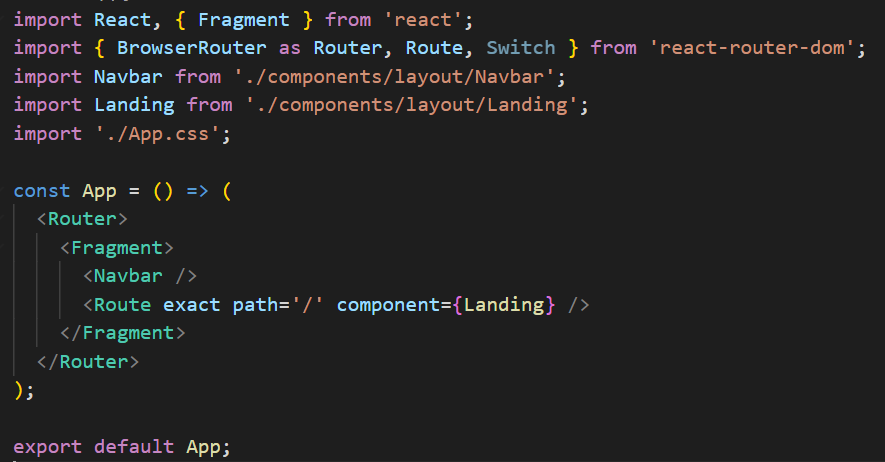 import React, { Fragment } from 'react';
import { BrowserRouter as Router, Route, Switch } from 'react-router-dom';
import Navbar from './components/layout/Navbar';
import Landing from './components/layout/Landing';
import './App.css';

const App = () => (
  <Router>
    <Fragment>
      <Navbar />
      <Route exact path='/' component={Landing} />
    </Fragment>
  </Router>
);

export default App;